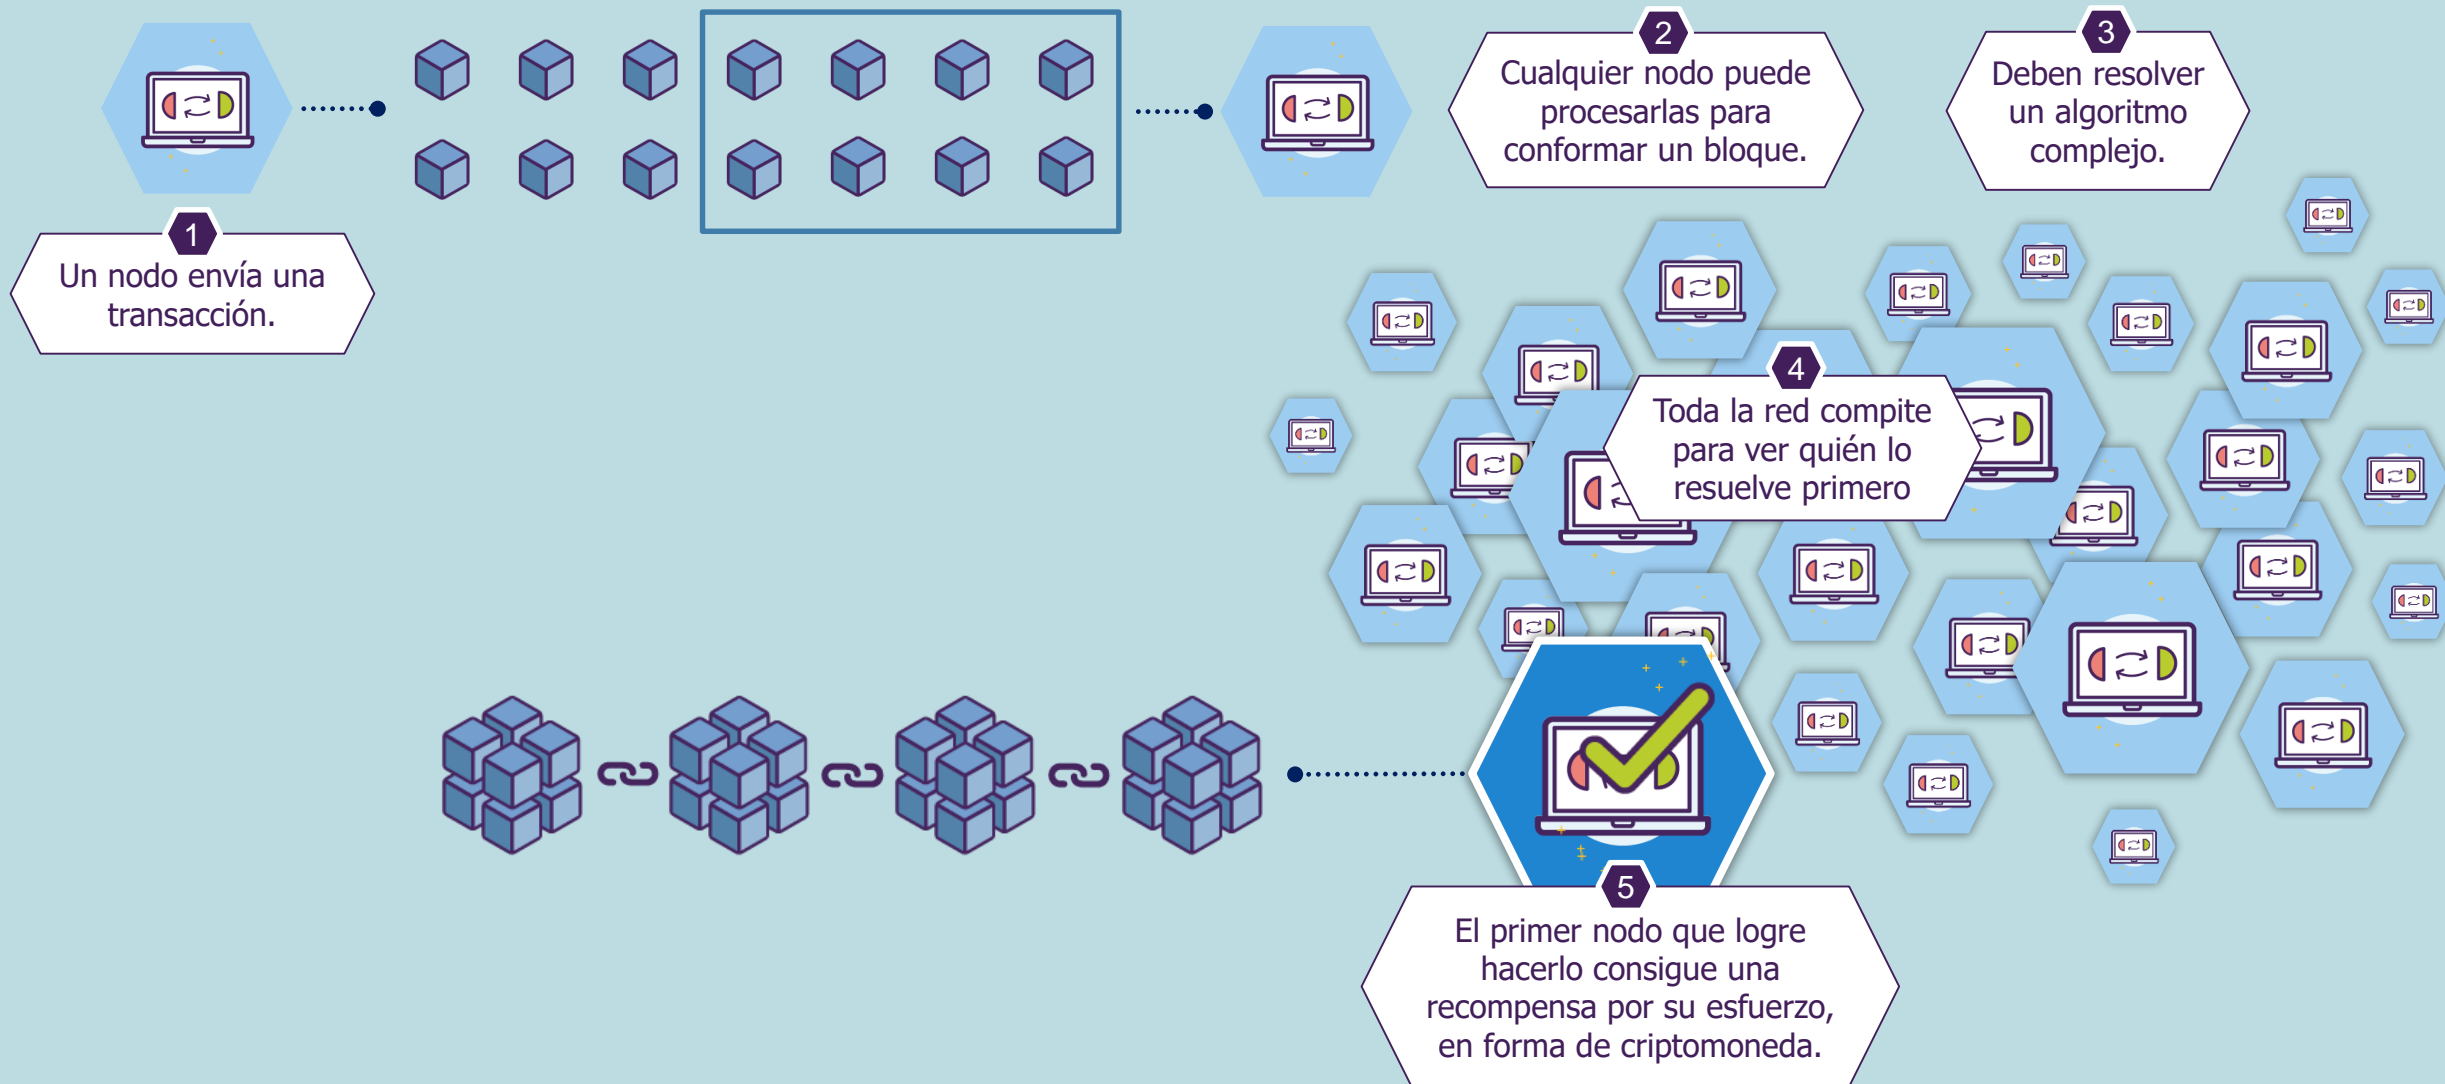 1
Un nodo envía una
transacción.
2
Cualquier nodo puede
procesarlas para
conformar un bloque.
3
Deben resolver
un algoritmo
complejo.
4
Toda la red compite
para ver quién lo
resuelve primero
5
El primer nodo que logre
hacerlo consigue una
recompensa por su esfuerzo,
en forma de criptomoneda.